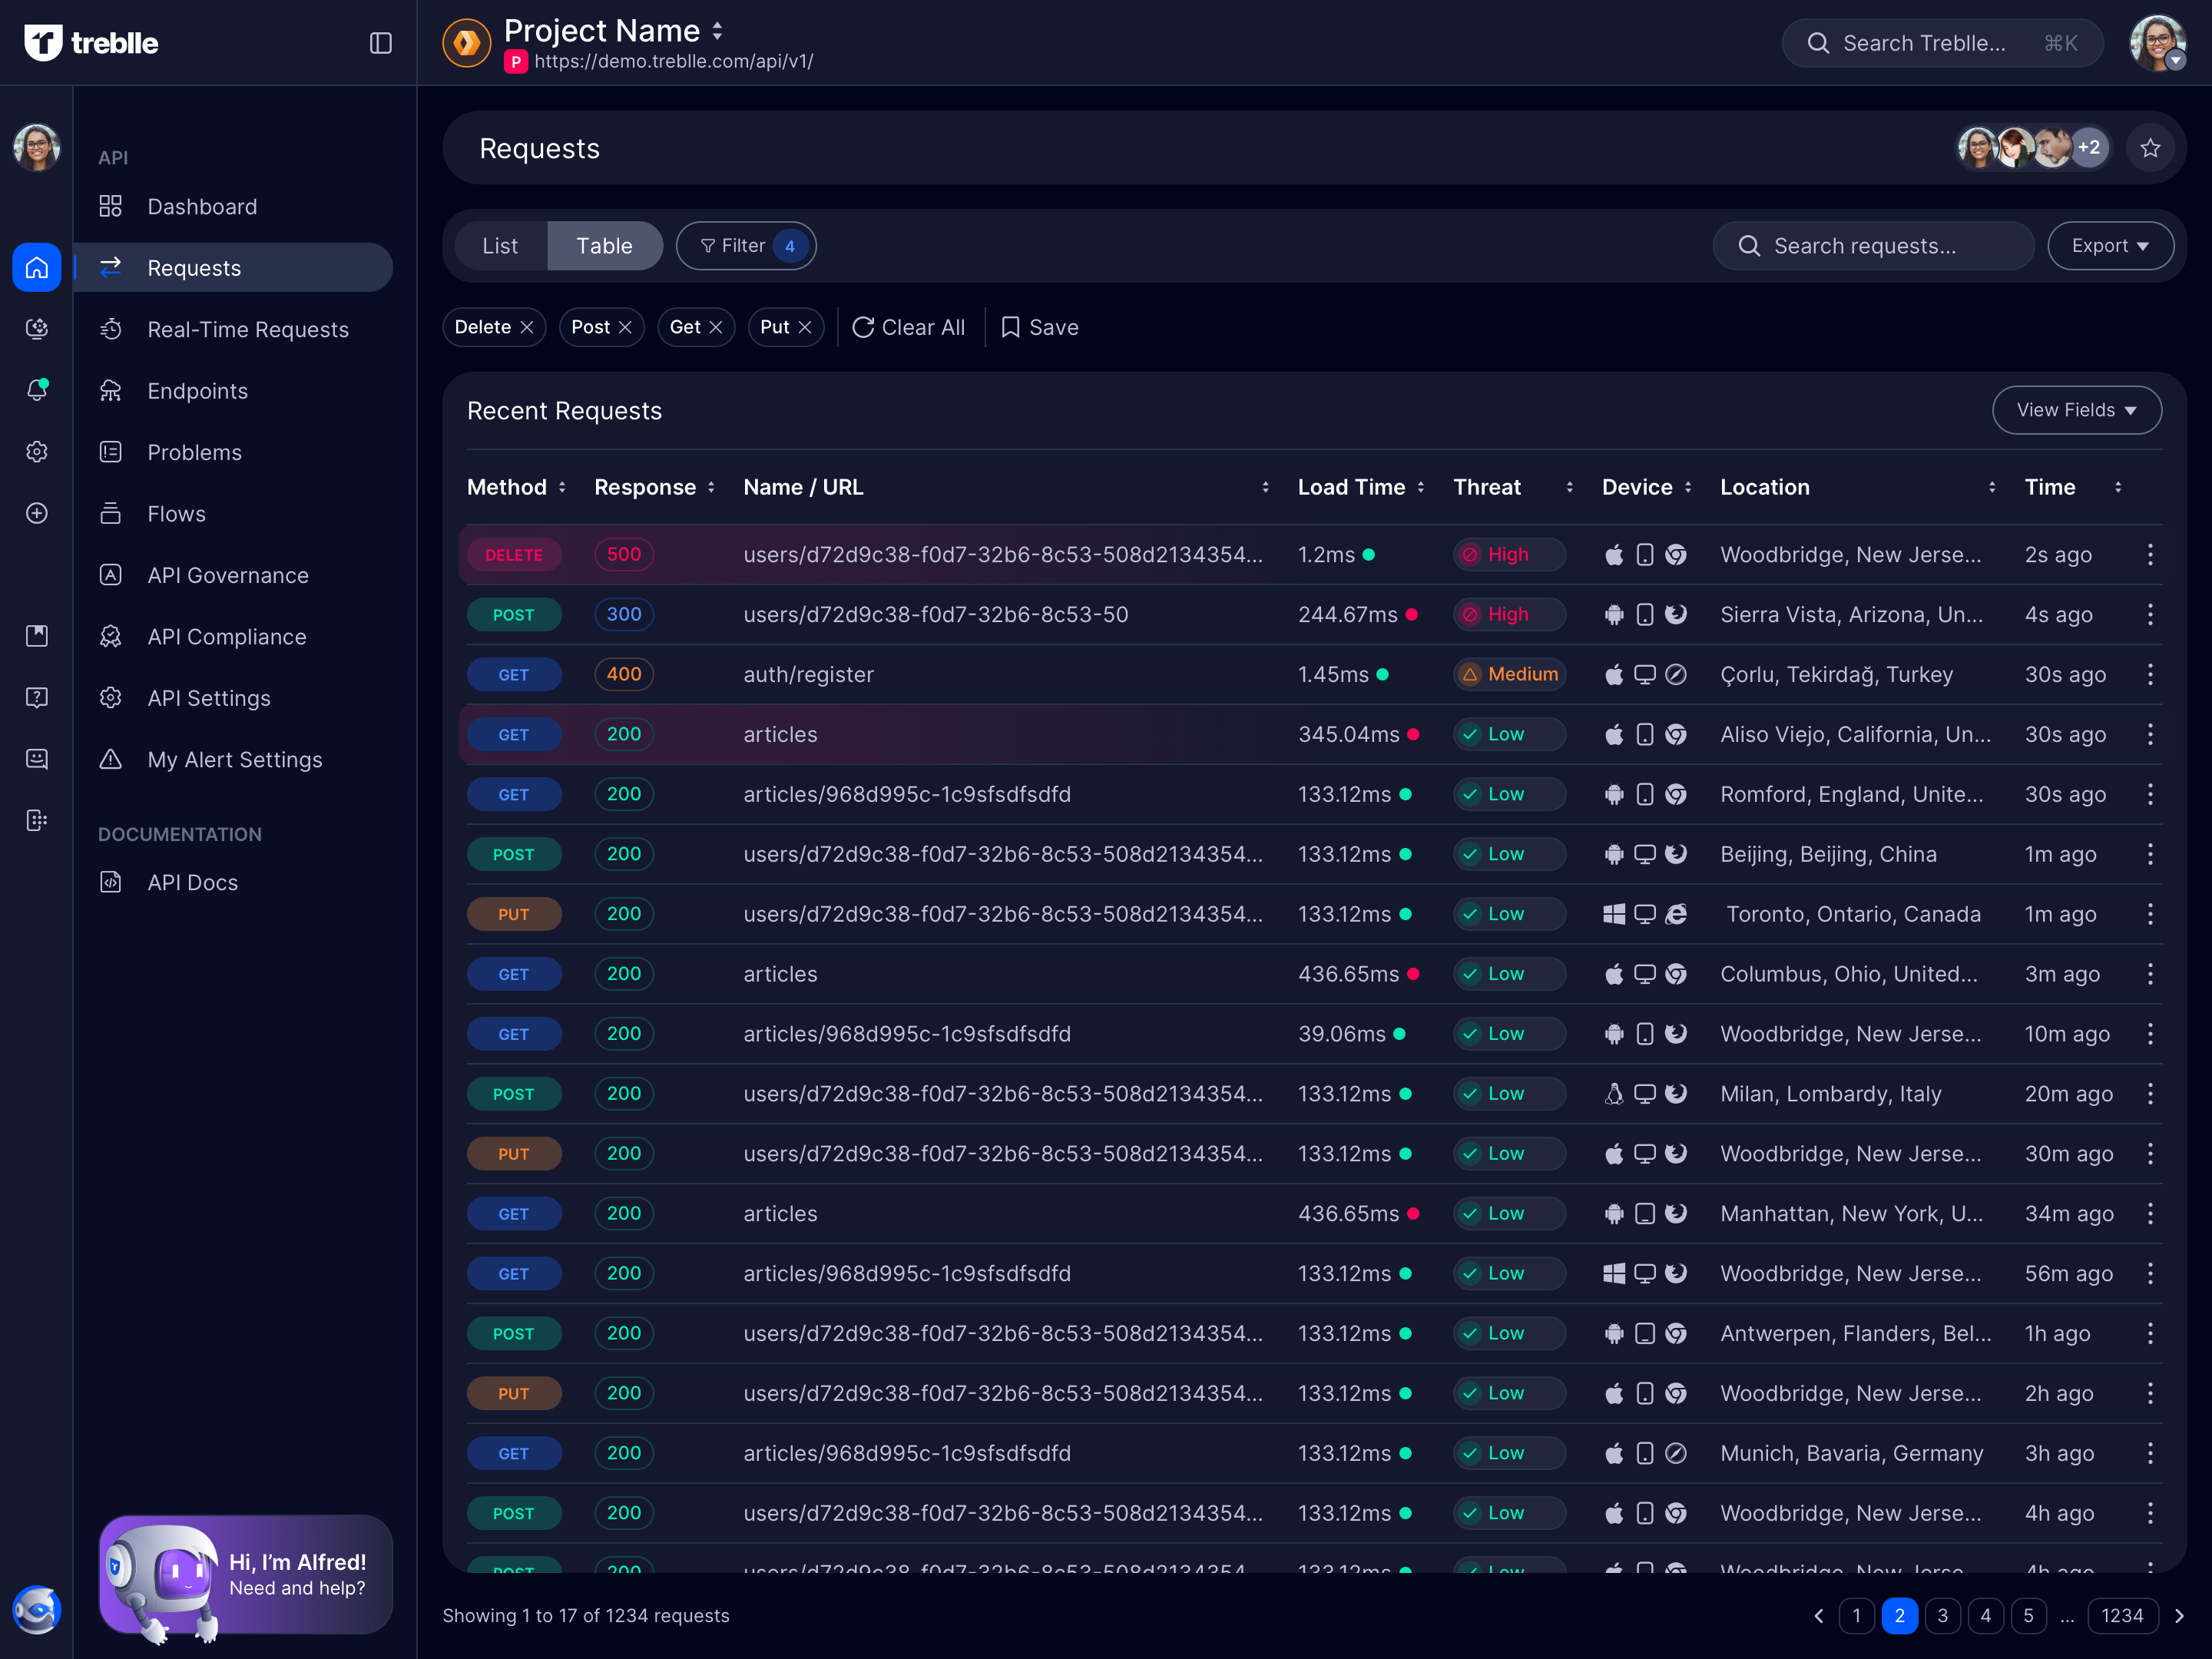 treblle
Project Name
P https://demo.treblle.com/api/v1/
Search Treblle... ⌘K
API
Dashboard
Requests
Real-Time Requests
Endpoints
Problems
Flows
API Governance
API Compliance
API Settings
My Alert Settings
DOCUMENTATION
API Docs
Hi, I'm Alfred!
Need and help?
Requests
+2
List Table Filter 4
Search requests... Export
Delete Post Get Put Clear All Save
Recent Requests
View Fields
Method Response Name / URL Load Time Threat Device Location Time
DELETE 500 users/d72d9c38-f0d7-32b6-8c53-508d2134354... 1.2ms High Woodbridge, New Jerse... 2s ago
POST 300 users/d72d9c38-f0d7-32b6-8c53-50 244.67ms High Sierra Vista, Arizona, Un... 4s ago
GET 400 auth/register 1.45ms Medium Çorlu, Tekirdağ, Turkey 30s ago
GET 200 articles 345.04ms Low Aliso Viejo, California, Un... 30s ago
GET 200 articles/968d995c-1c9sfsdfsdfd 133.12ms Low Romford, England, Unite... 30s ago
POST 200 users/d72d9c38-f0d7-32b6-8c53-508d2134354... 133.12ms Low Beijing, Beijing, China 1m ago
PUT 200 users/d72d9c38-f0d7-32b6-8c53-508d2134354... 133.12ms Low Toronto, Ontario, Canada 1m ago
GET 200 articles 436.65ms Low Columbus, Ohio, United... 3m ago
GET 200 articles/968d995c-1c9sfsdfsdfd 39.06ms Low Woodbridge, New Jerse... 10m ago
POST 200 users/d72d9c38-f0d7-32b6-8c53-508d2134354... 133.12ms Low Milan, Lombardy, Italy 20m ago
PUT 200 users/d72d9c38-f0d7-32b6-8c53-508d2134354... 133.12ms Low Woodbridge, New Jerse... 30m ago
GET 200 articles 436.65ms Low Manhattan, New York, U... 34m ago
GET 200 articles/968d995c-1c9sfsdfsdfd 133.12ms Low Woodbridge, New Jerse... 56m ago
POST 200 users/d72d9c38-f0d7-32b6-8c53-508d2134354... 133.12ms Low Antwerpen, Flanders, Bel... 1h ago
PUT 200 users/d72d9c38-f0d7-32b6-8c53-508d2134354... 133.12ms Low Woodbridge, New Jerse... 2h ago
GET 200 articles/968d995c-1c9sfsdfsdfd 133.12ms Low Munich, Bavaria, Germany 3h ago
POST 200 users/d72d9c38-f0d7-32b6-8c53-508d2134354... 133.12ms Low Woodbridge, New Jerse... 4h ago
POST 200 users/d72d9c38-f0d7-32b6-8c53-508d2134354... 133.12ms Low Woodbridge, New Jerse... 4h ago
Showing 1 to 17 of 1234 requests
1 2 3 4 5 ... 1234